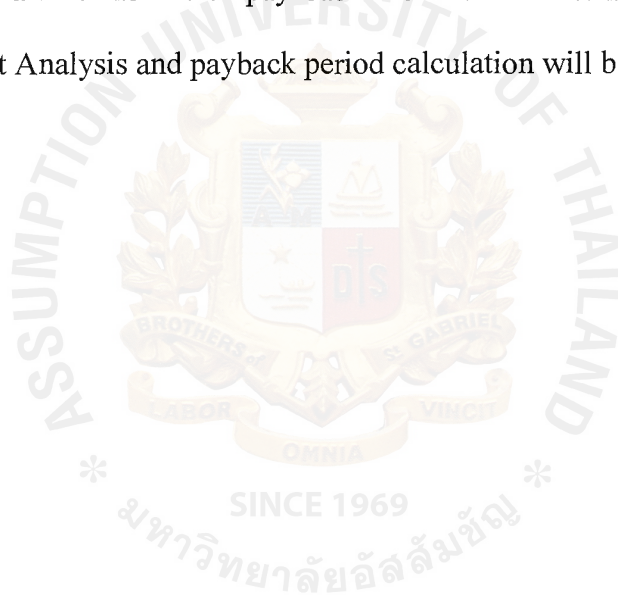 t Analysis and payback period calculation will b
ASSUMPTION UNIVERSITY OF THAILAND
A M
D S
BROTHERS of St GABRIEL
LABOR OMNIA VINCIT
SINCE 1969
มหาวิทยาลัยอัสสัมชัญ